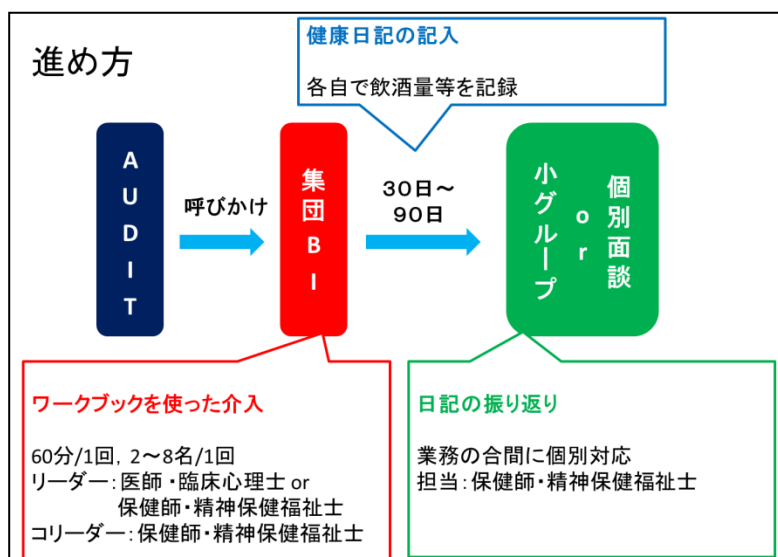 進め方
健康日記の記入
各自で飲酒量等を記録
AUDIT
呼びかけ
集団BI
30日～
90日
個別面談
or
小グループ
ワークブックを使った介入
60分/1回，2～8名/1回
リーダー：医師・臨床心理士 or
保健師・精神保健福祉士
コリーダー：保健師・精神保健福祉士
日記の振り返り
業務の合間に個別対応
担当：保健師・精神保健福祉士